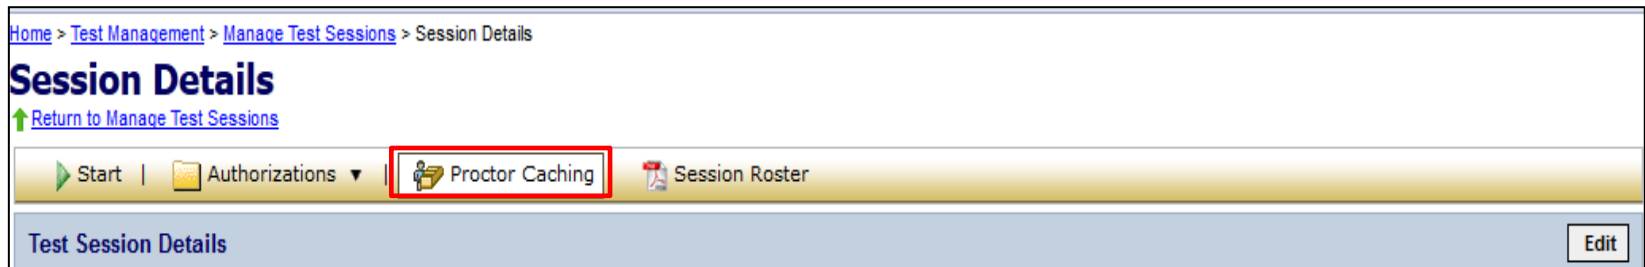 Home > Test Management > Manage Test Sessions > Session Details
Session Details
Return to Manage Test Sessions
Start | Authorizations ▼ | Proctor Caching Session Roster
Test Session Details Edit